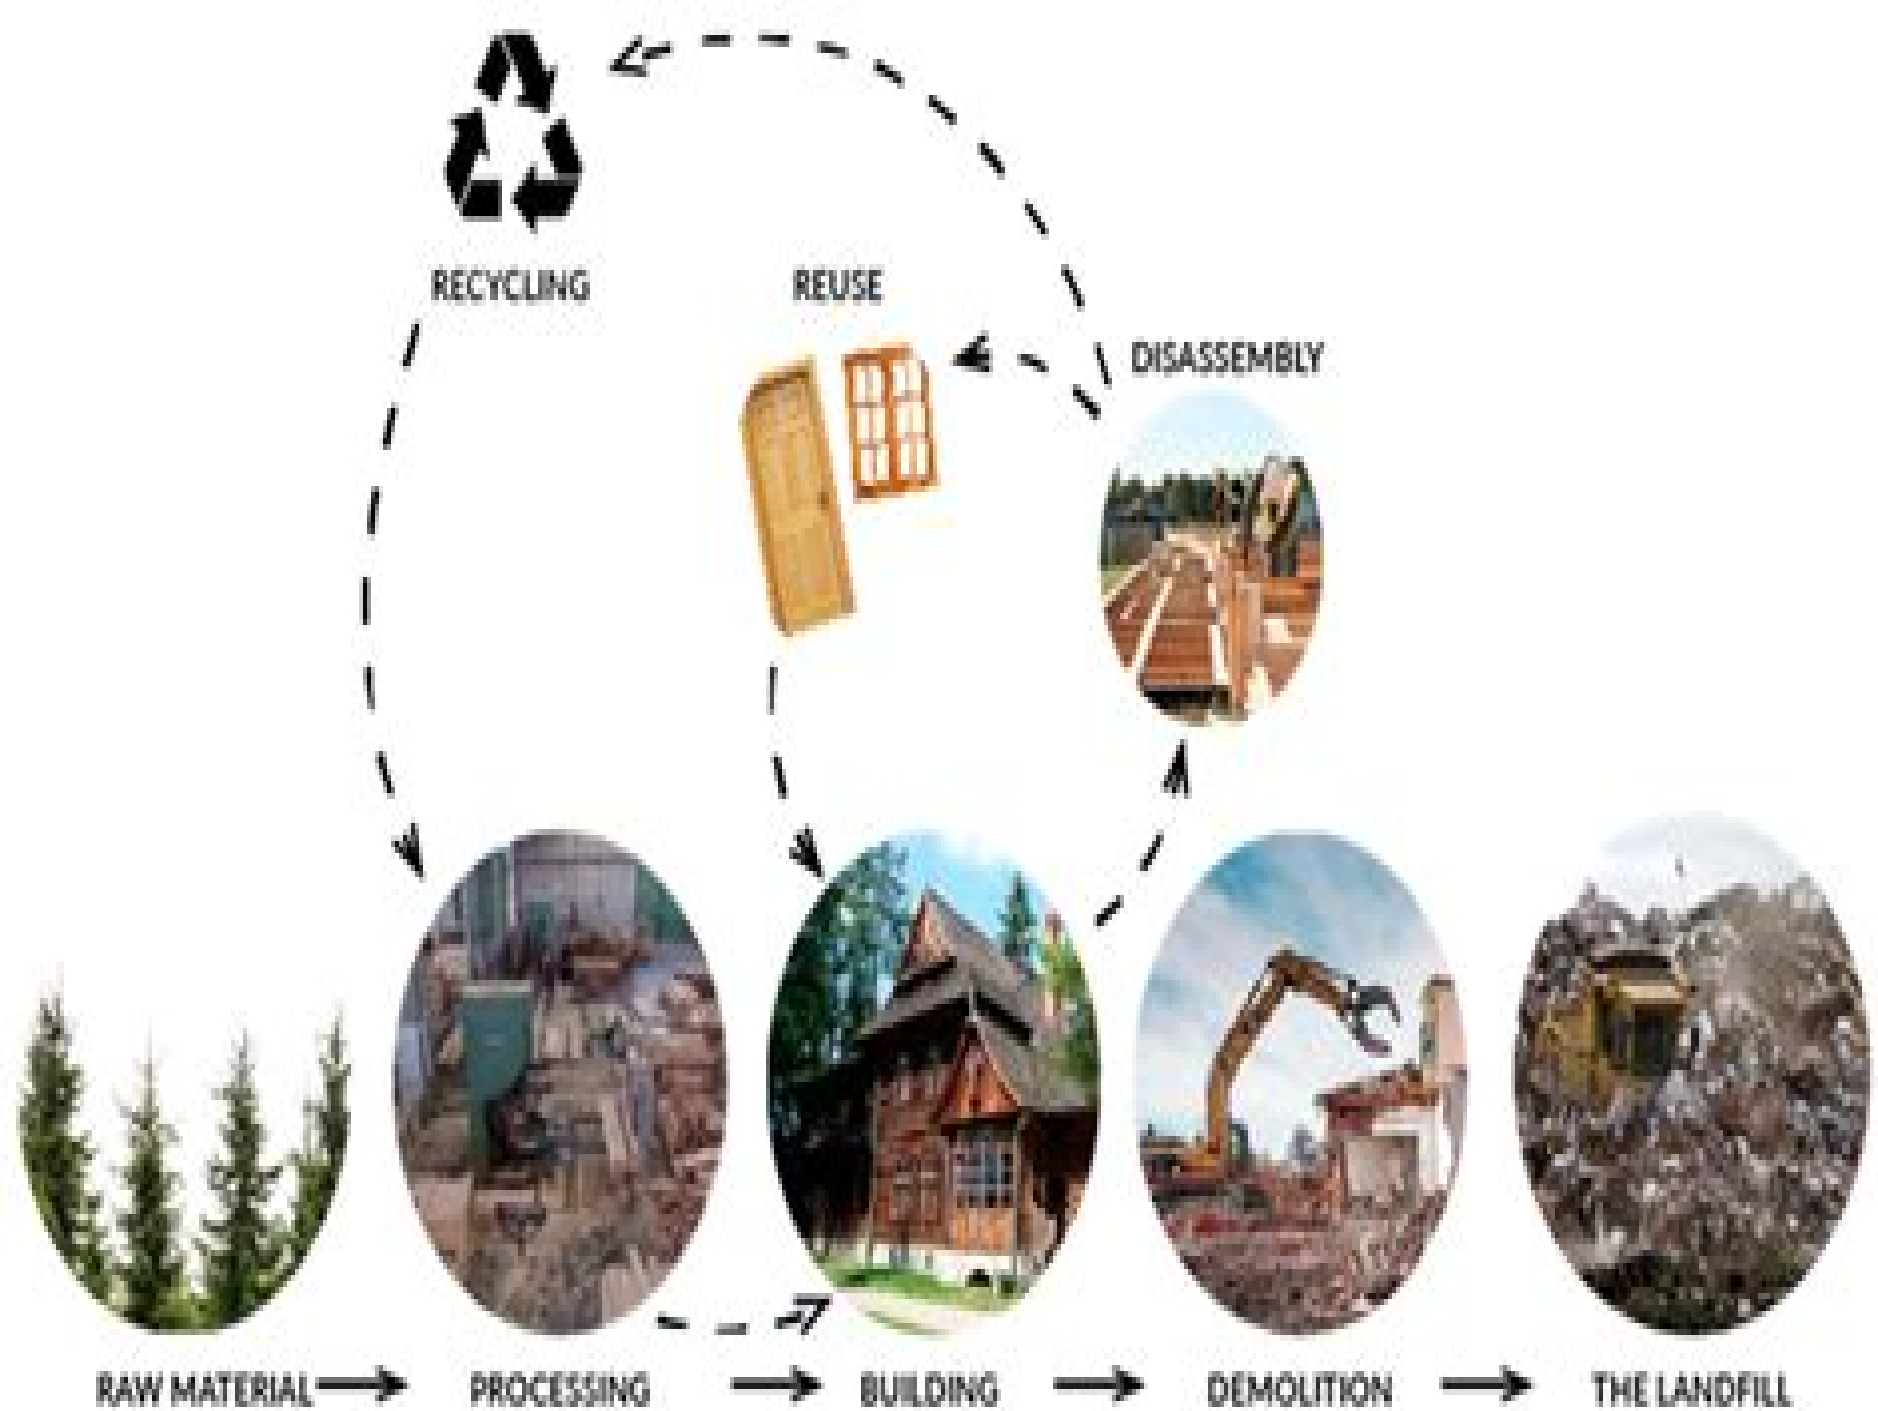 RECYCLING
REUSE
DISASSEMBLY
RAW MATERIAL
PROCESSING
BUILDING
DEMOLITION
THE LANDFILL